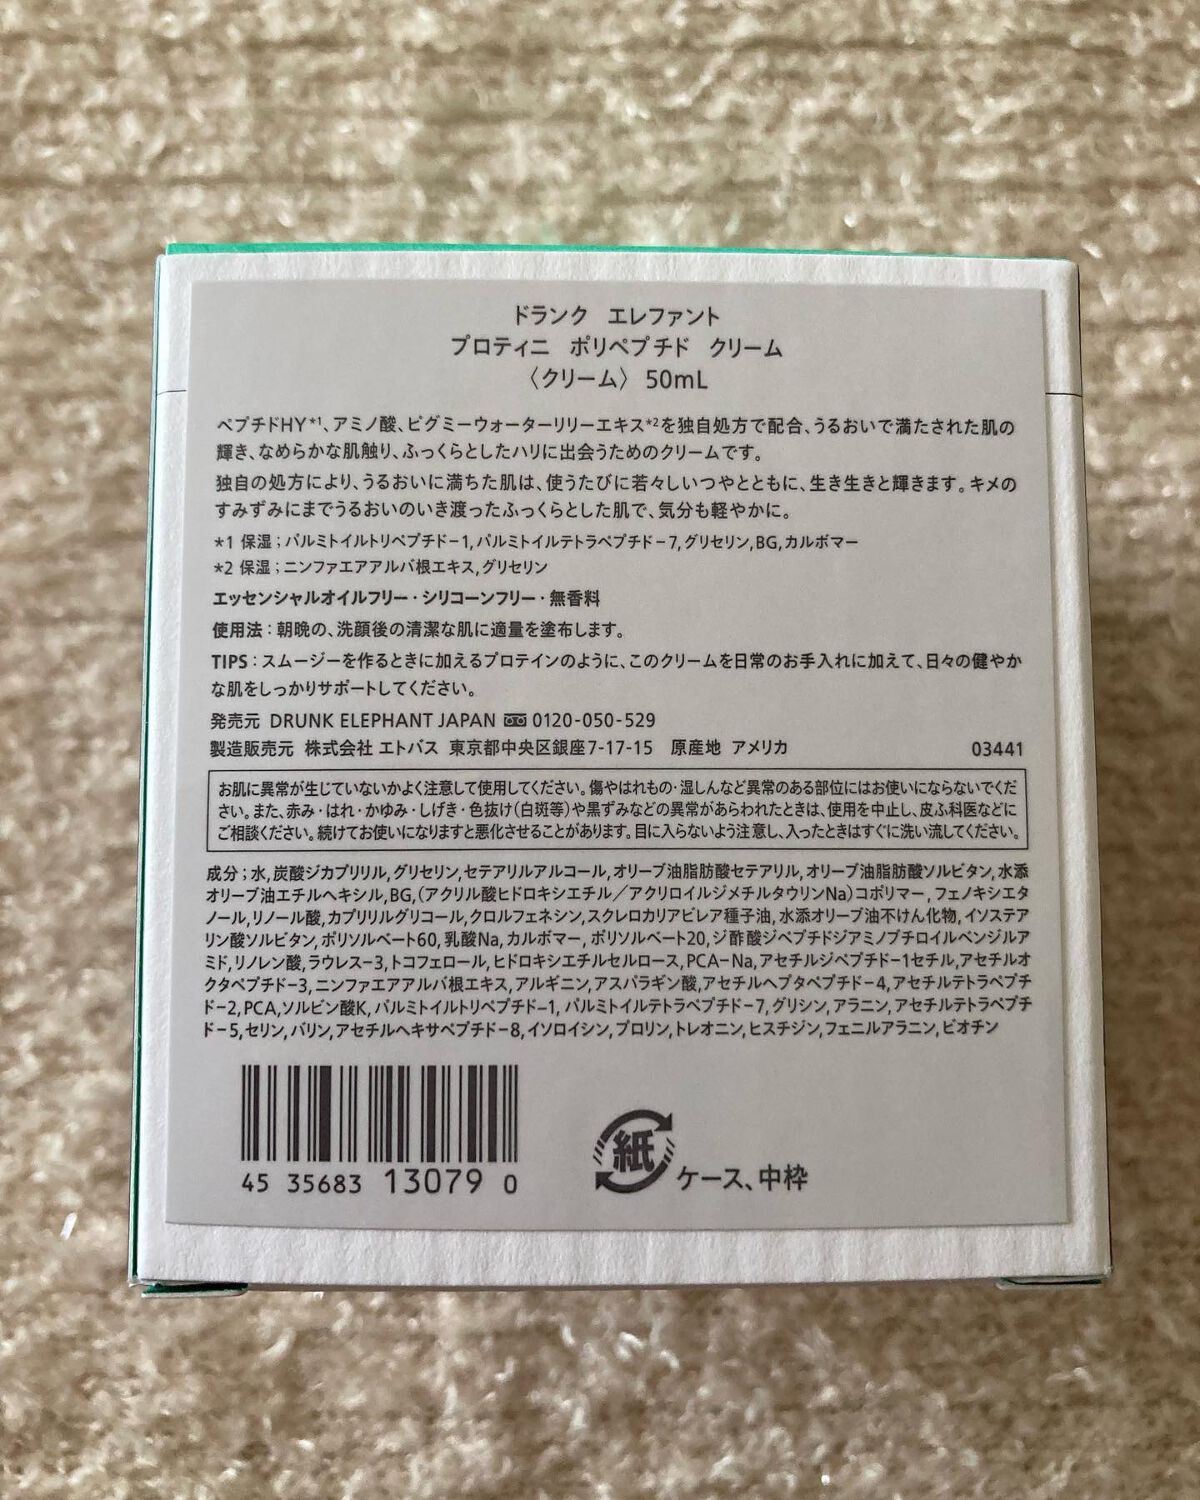 ドランク エレファント
プロティニ ポリペプチド クリーム
〈クリーム〉 50mL
ペプチドHY*1、アミノ酸、ピグミーウォーターリリーエキス*2を独自処方で配合、うるおいで満たされた肌の
輝き、なめらかな肌触り、ふっくらとしたハリに出会うためのクリームです。
独自の処方により、うるおいに満ちた肌は、使うたびに若々しいつやとともに、生き生きと輝きます。キメの
すみずみにまでうるおいのいき渡ったふっくらとした肌で、気分も軽やかに。
*1 保湿；パルミトイルトリペプチド-1,パルミトイルテトラペプチド-7,グリセリン,BG,カルボマー
*2 保湿；ニンファエアアルバ根エキス,グリセリン
エッセンシャルオイルフリー・シリコーンフリー・無香料
使用法：朝晩の、洗顔後の清潔な肌に適量を塗布します。
TIPS：スムージーを作るときに加えるプロテインのように、このクリームを日常のお手入れに加えて、日々の健やか
な肌をしっかりサポートしてください。
発売元 DRUNK ELEPHANT JAPAN 0120-050-529
製造販売元 株式会社 エトバス 東京都中央区銀座7-17-15 原産地 アメリカ 03441
お肌に異常が生じていないかよく注意して使用してください。傷やはれもの・湿しんなど異常のある部位にはお使いにならないでくだ
さい。また、赤み・はれ・かゆみ・しげき・色抜け(白斑等)や黒ずみなどの異常があらわれたときは、使用を中止し、皮ふ科医などに
ご相談ください。続けてお使いになりますと悪化させることがあります。目に入らないよう注意し、入ったときはすぐに洗い流してください。
成分；水,炭酸ジカプリリル,グリセリン,セテアリルアルコール,オリーブ油脂肪酸セテアリル,オリーブ油脂肪酸ソルビタン,水添
オリーブ油エチルヘキシル,BG,(アクリル酸ヒドロキシエチル／アクリロイルジメチルタウリンNa)コポリマー,フェノキシエタ
ノール,リノール酸,カプリリルグリコール,クロルフェネシン,スクレロカリアビレア種子油,水添オリーブ油不けん化物,イソステア
リン酸ソルビタン,ポリソルベート60,乳酸Na,カルボマー,ポリソルベート20,ジ酢酸ジペプチドジアミノブチロイルベンジルア
ミド,リノレン酸,ラウレス-3,トコフェロール,ヒドロキシエチルセルロース,PCA-Na,アセチルジペプチド-1セチル,アセチルオ
クタペプチド-3,ニンファエアアルバ根エキス,アルギニン,アスパラギン酸,アセチルヘプタペプチド-4,アセチルテトラペプチ
ド-2,PCA,ソルビン酸K,パルミトイルトリペプチド-1,パルミトイルテトラペプチド-7,グリシン,アラニン,アセチルテトラペプチ
ド-5,セリン,バリン,アセチルヘキサペプチド-8,イソロイシン,プロリン,トレオニン,ヒスチジン,フェニルアラニン,ビオチン
45 35683 13079 0
紙
ケース、中枠